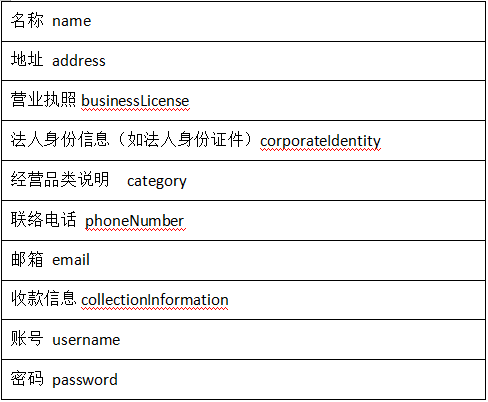 名称 name
地址 address
营业执照 businessLicense
法人身份信息（如法人身份证件）corporateIdentity
经营品类说明 category
联络电话 phoneNumber
邮箱 email
收款信息 collectionInformation
账号 username
密码 password